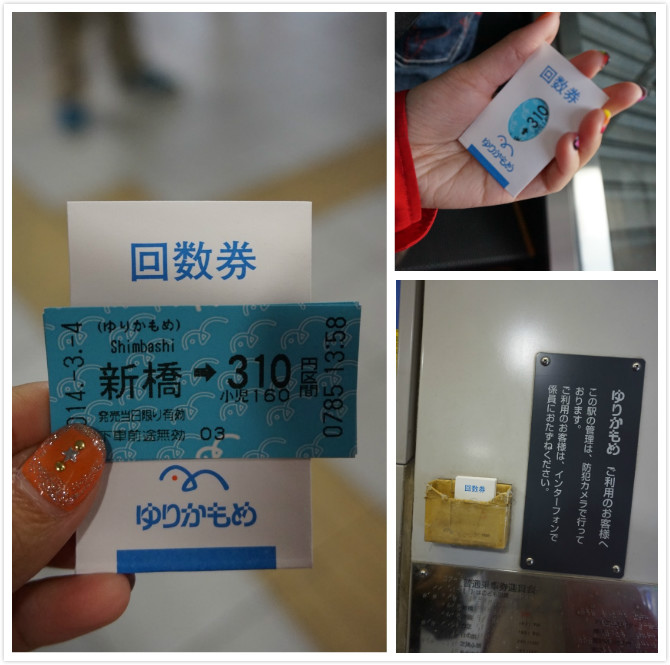 回数券
2014.-3.-4
(ゆりかもめ)
Shimbashi
新橋 → 310円区間
小児160
発売当日限り有効
下車前途無効 03
0785 13:58
ゆりかもめ
回数券
→310
ゆりかもめ
ゆりかもめ ご利用のお客様へ
この駅の管理は、防犯カメラで行って
おります。
ご利用のお客様は、インターフォンで
係員におたずねください。
回数券